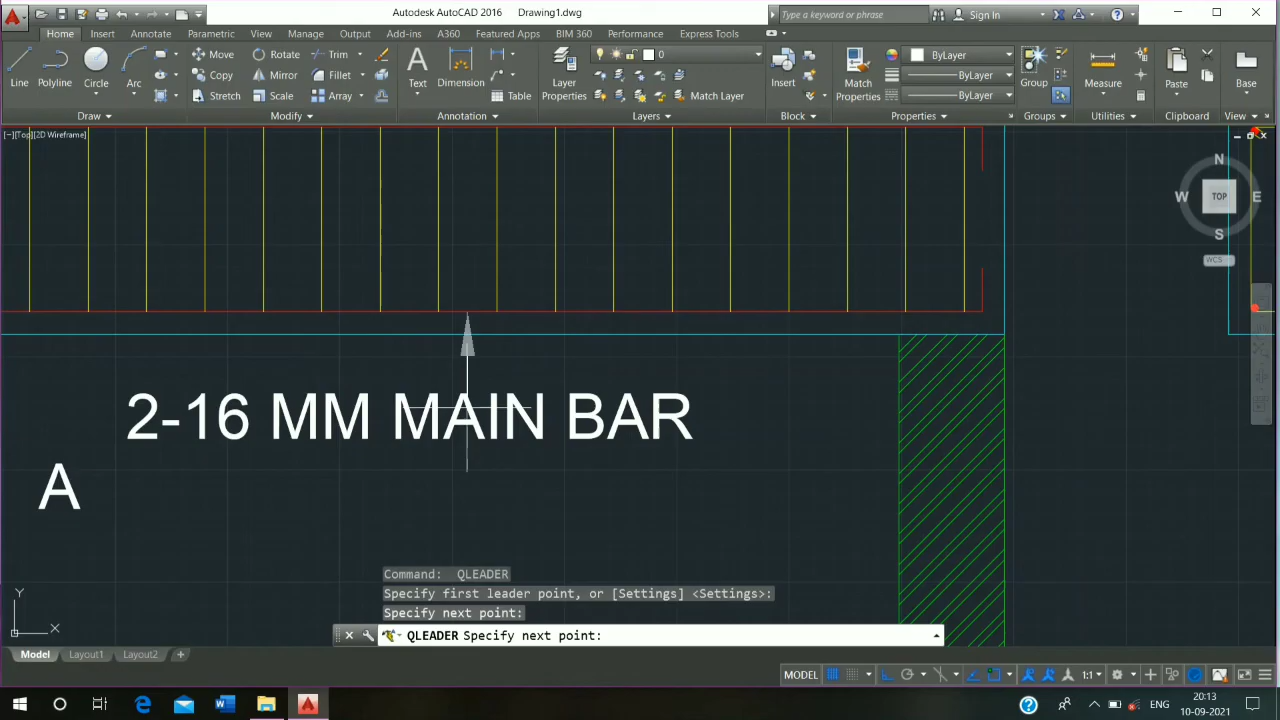 Autodesk AutoCAD 2016 Drawing1.dwg
Type a keyword or phrase
Sign In
Home Insert Annotate Parametric View Manage Output Add-ins A360 Featured Apps BIM 360 Performance Express Tools
Line Polyline Circle Arc
Move Rotate Trim
Copy Mirror Fillet
Stretch Scale Array
Text Dimension Table
Layer Properties
0
Match Layer
Insert
Match Properties
ByLayer
ByLayer
ByLayer
Group Measure Paste Base
Draw Modify Annotation Layers Block Properties Groups Utilities Clipboard View
[−][Top][2D Wireframe]
N
W TOP E
S
WCS
2-16 MM MAIN BAR
A
Command: QLEADER
Specify first leader point, or [Settings] <Settings>:
Specify next point:
QLEADER Specify next point:
Y
X
Model Layout1 Layout2
MODEL 1:1
ENG
20:13
10-09-2021